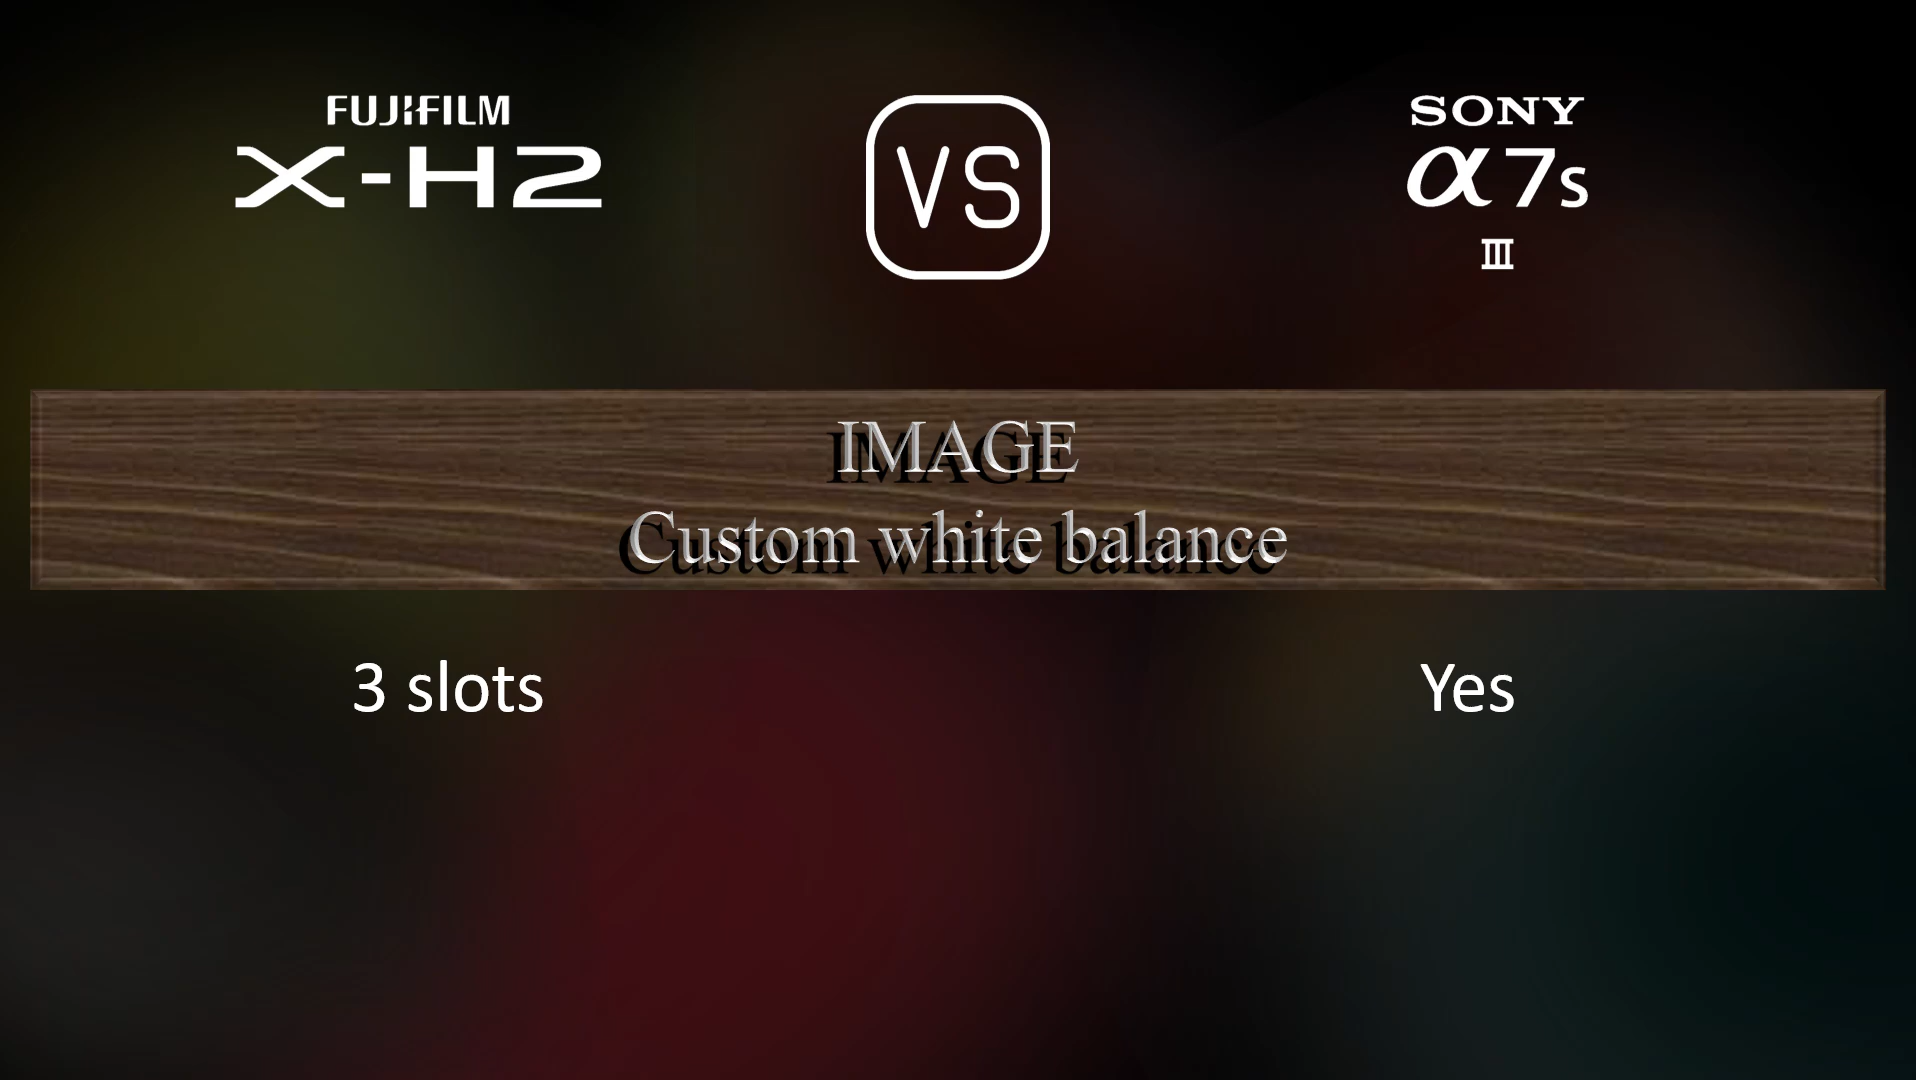 FUJIFILM
X-H2
VS
SONY
α7s
III
IMAGE
Custom white balance
3 slots
Yes